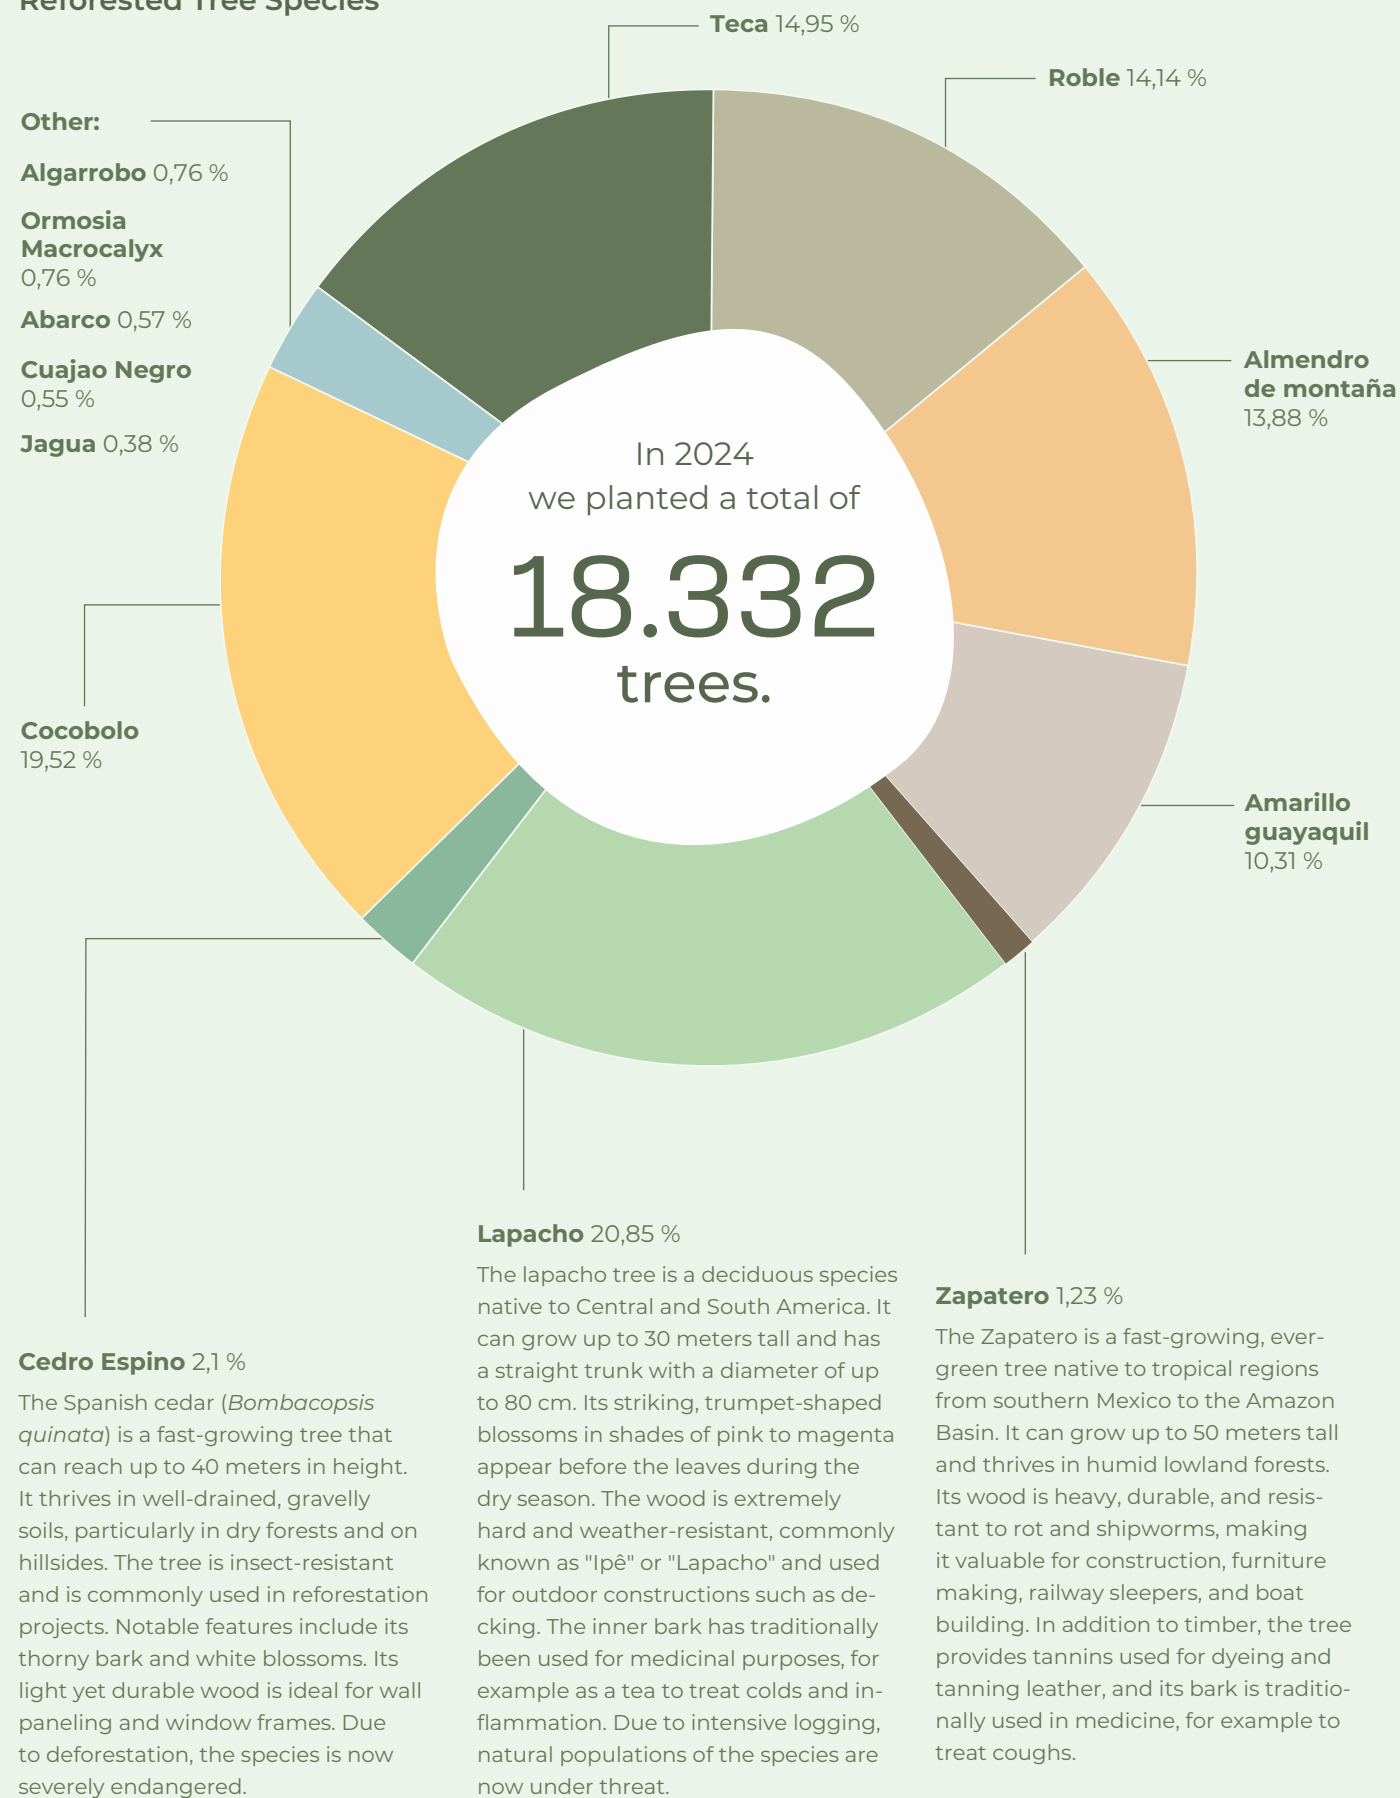 Reforested Tree Species
Teca 14,95 %
Roble 14,14 %
Other:
Algarrobo 0,76 %
Ormosia
Macrocalyx
0,76 %
Abarco 0,57 %
Cuajao Negro
0,55 %
Jagua 0,38 %
Almendro
de montaña
13,88 %
In 2024
we planted a total of
18.332
trees.
Cocobolo
19,52 %
Amarillo
guayaquil
10,31 %
Cedro Espino 2,1 %
The Spanish cedar (Bombacopsis
quinata) is a fast-growing tree that
can reach up to 40 meters in height.
It thrives in well-drained, gravelly
soils, particularly in dry forests and on
hillsides. The tree is insect-resistant
and is commonly used in reforestation
projects. Notable features include its
thorny bark and white blossoms. Its
light yet durable wood is ideal for wall
paneling and window frames. Due
to deforestation, the species is now
severely endangered.
Lapacho 20,85 %
The lapacho tree is a deciduous species
native to Central and South America. It
can grow up to 30 meters tall and has
a straight trunk with a diameter of up
to 80 cm. Its striking, trumpet-shaped
blossoms in shades of pink to magenta
appear before the leaves during the
dry season. The wood is extremely
hard and weather-resistant, commonly
known as "Ipê" or "Lapacho" and used
for outdoor constructions such as de-
cking. The inner bark has traditionally
been used for medicinal purposes, for
example as a tea to treat colds and in-
flammation. Due to intensive logging,
natural populations of the species are
now under threat.
Zapatero 1,23 %
The Zapatero is a fast-growing, ever-
green tree native to tropical regions
from southern Mexico to the Amazon
Basin. It can grow up to 50 meters tall
and thrives in humid lowland forests.
Its wood is heavy, durable, and resis-
tant to rot and shipworms, making
it valuable for construction, furniture
making, railway sleepers, and boat
building. In addition to timber, the tree
provides tannins used for dyeing and
tanning leather, and its bark is traditio-
nally used in medicine, for example to
treat coughs.